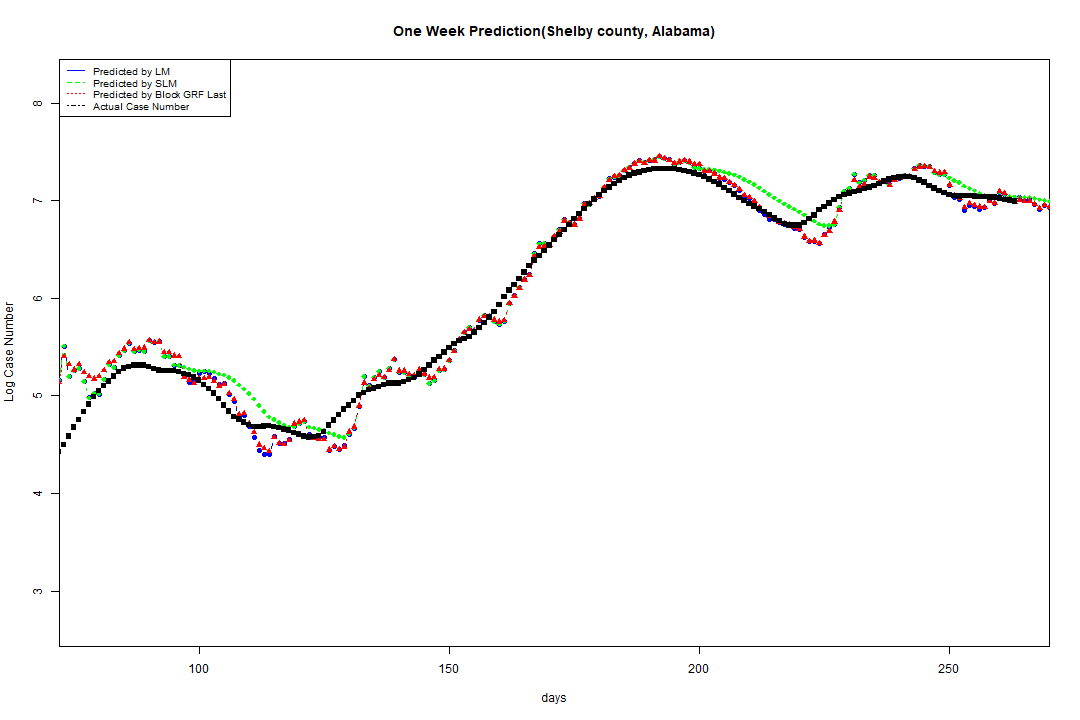 One Week Prediction(Shelby county, Alabama)
Predicted by LM
Predicted by SLM
Predicted by Block GRF Last
Actual Case Number
8
7
6
5
4
3
Log Case Number
100 150 200 250
days